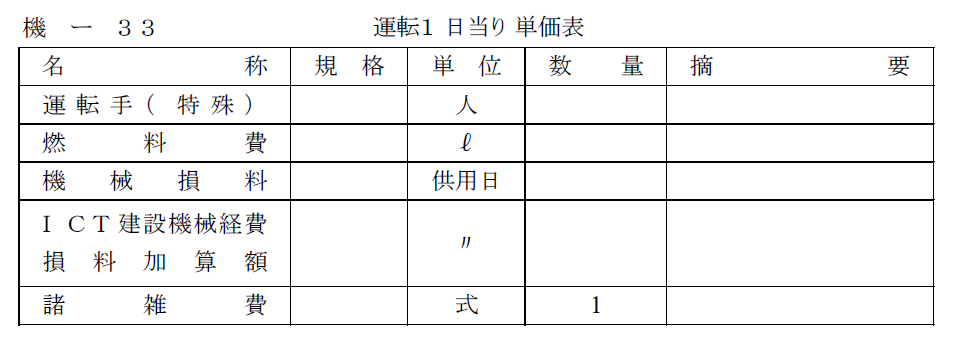 機 ー 33 運転1日当り単価表
名称 規格 単位 数量 摘要
運転手(特殊) 人
燃料費 ℓ
機械損料 供用日
ICT建設機械経費
損料加算額 〃
諸雑費 式 1